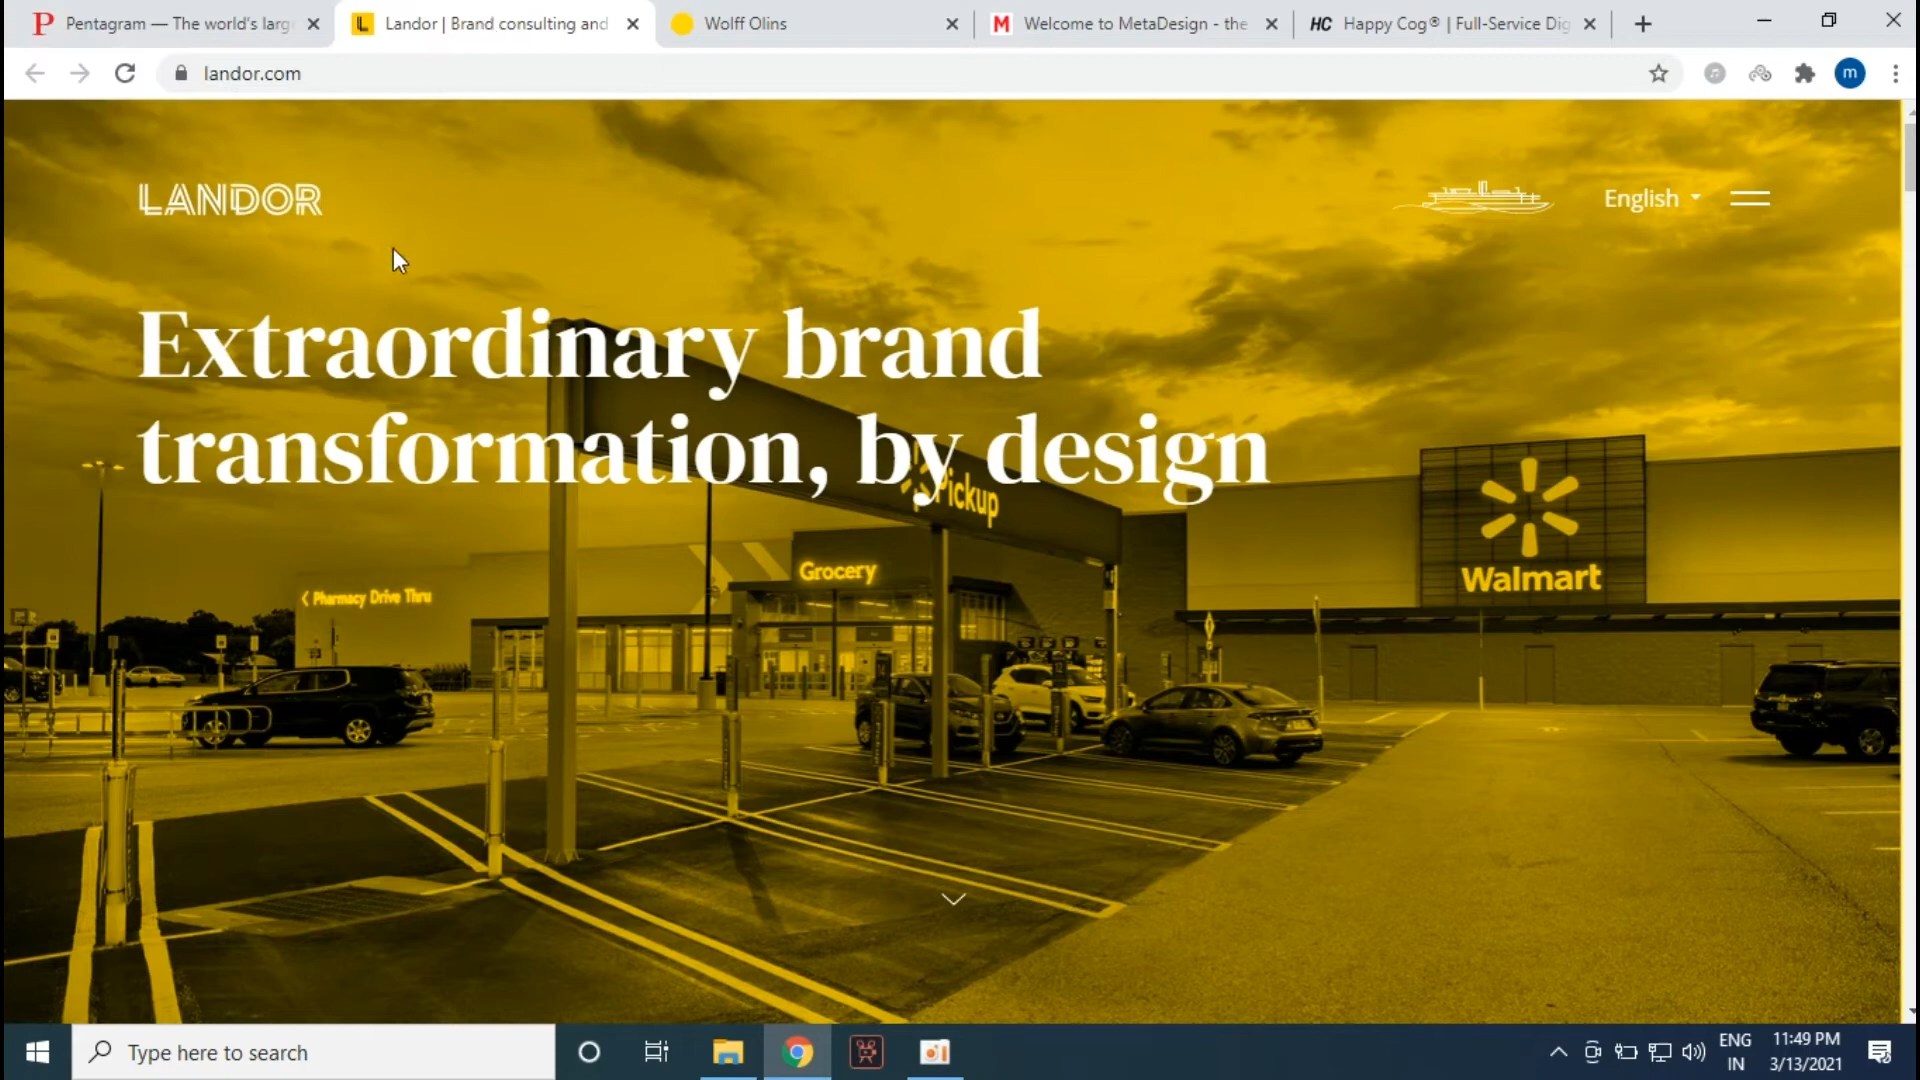 Pentagram — The world's larg
Landor | Brand consulting and
Wolff Olins
Welcome to MetaDesign - the
HC Happy Cog® | Full-Service Dig
landor.com
m
LANDOR
English
Extraordinary brand
transformation, by design
Pickup
Grocery
Pharmacy Drive Thru
Walmart
Type here to search
ENG
IN
11:49 PM
3/13/2021